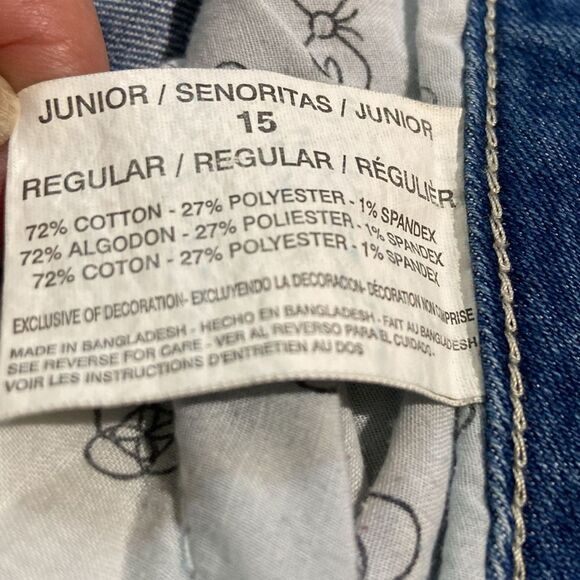 JUNIOR / SENORITAS / JUNIOR
15
REGULAR / REGULAR / RÉGULIER
72% COTTON - 27% POLYESTER - 1% SPANDEX
72% ALGODON - 27% POLIESTER - 1% SPANDEX
72% COTON - 27% POLYESTER - 1% SPANDEX
EXCLUSIVE OF DECORATION- EXCLUYENDO LA DECORACION- DÉCORATION NON COMPRISE
MADE IN BANGLADESH - HECHO EN BANGLADESH - FAIT AU BANGLADESH
SEE REVERSE FOR CARE - VER AL REVERSO PARA EL CUIDADO.
VOIR LES INSTRUCTIONS D'ENTRETIEN AU DOS